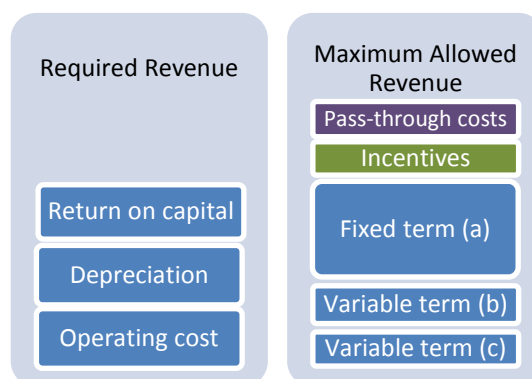 Required Revenue
Return on capital
Depreciation
Operating cost
Maximum Allowed
Revenue
Pass-through costs
Incentives
Fixed term (a)
Variable term (b)
Variable term (c)